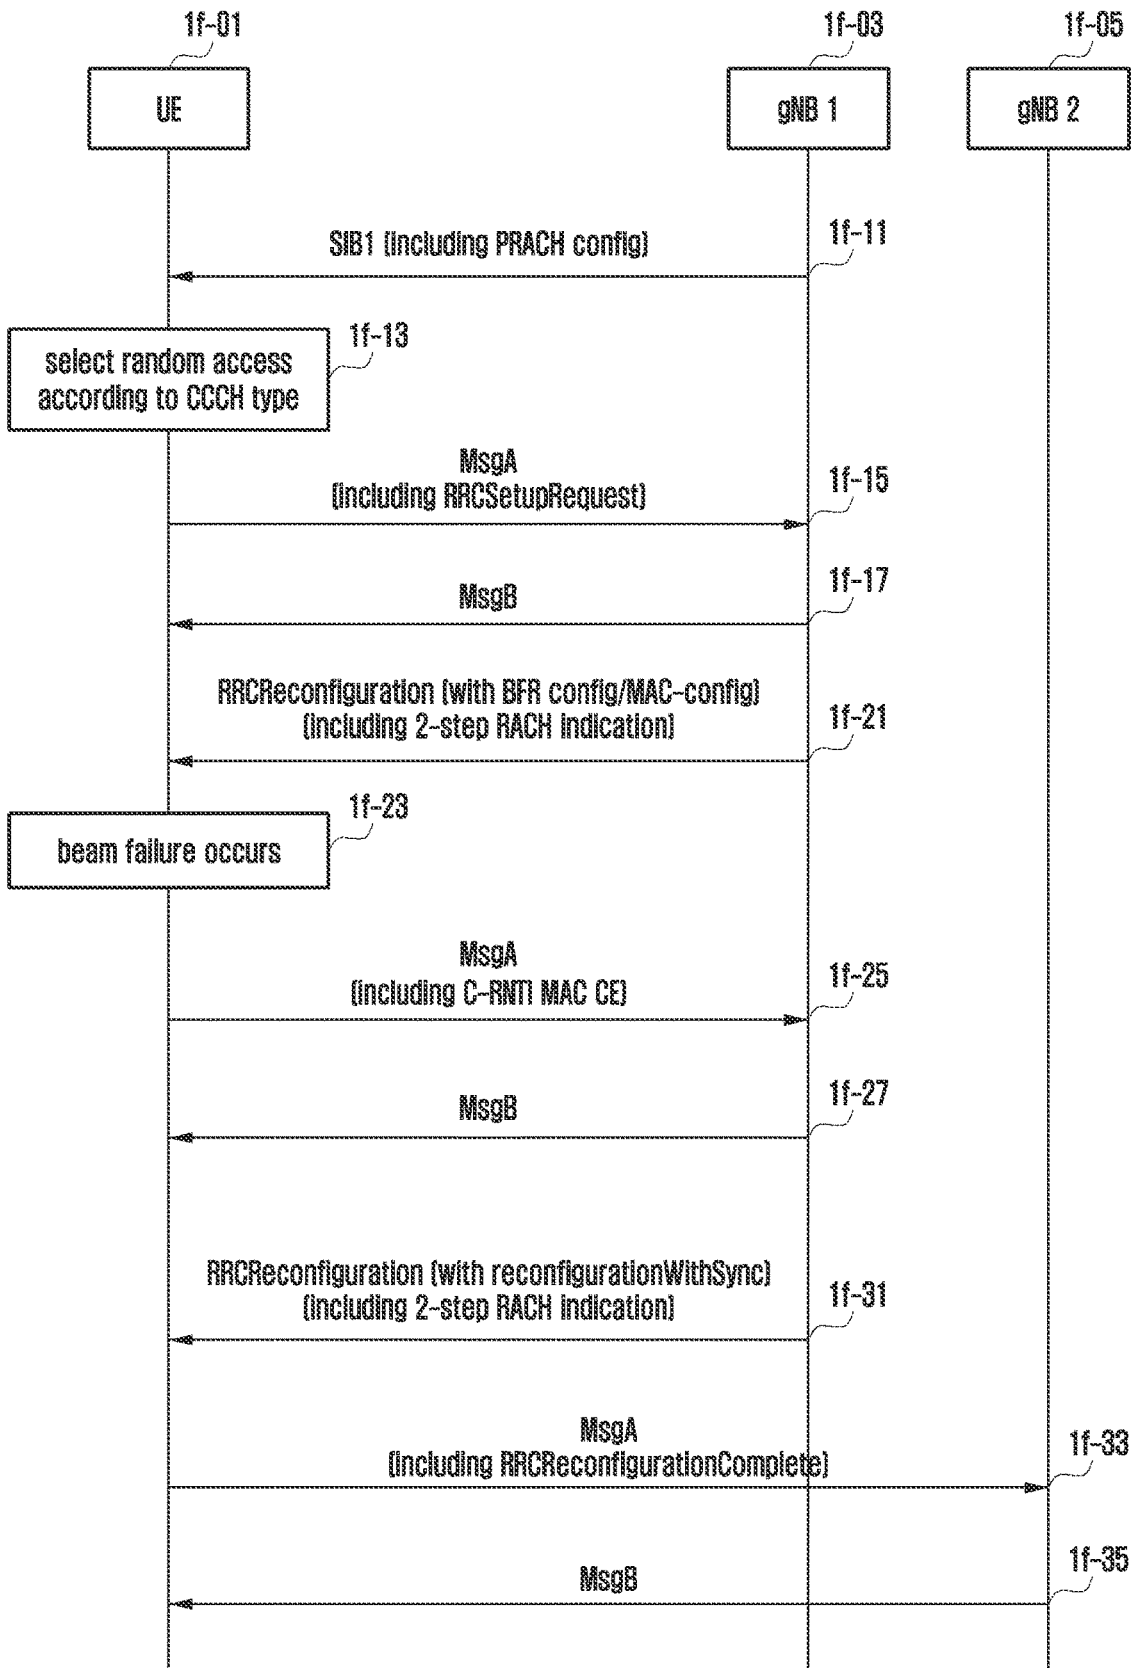 1f-01
1f-03
1f-05
UE
gNB 1
gNB 2
SIB1 (including PRACH config)
1f-11
1f-13
select random access
according to CCCH type
MsgA
(including RRCSetupRequest)
1f-15
MsgB
1f-17
RRCReconfiguration (with BFR config/MAC-config)
(including 2-step RACH indication)
1f-21
1f-23
beam failure occurs
MsgA
(including C-RNTI MAC CE)
1f-25
MsgB
1f-27
RRCReconfiguration (with reconfigurationWithSync)
(including 2-step RACH indication)
1f-31
MsgA
(including RRCReconfigurationComplete)
1f-33
MsgB
1f-35